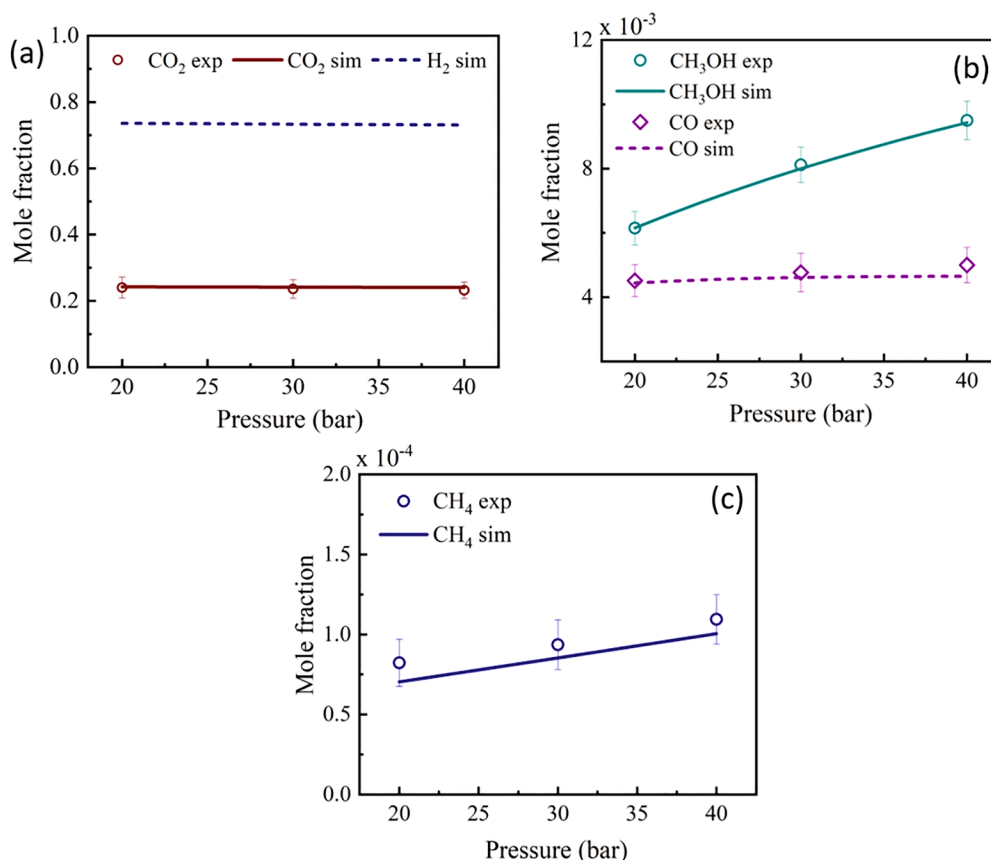 (a)
CO₂ exp CO₂ sim H₂ sim
1.0
0.8
0.6
0.4
0.2
0.0
Mole fraction
20 25 30 35 40
Pressure (bar)
x 10⁻³
(b)
CH₃OH exp
CH₃OH sim
CO exp
CO sim
12
8
4
Mole fraction
20 25 30 35 40
Pressure (bar)
x 10⁻⁴
(c)
CH₄ exp
CH₄ sim
2.0
1.5
1.0
0.5
0.0
Mole fraction
20 25 30 35 40
Pressure (bar)